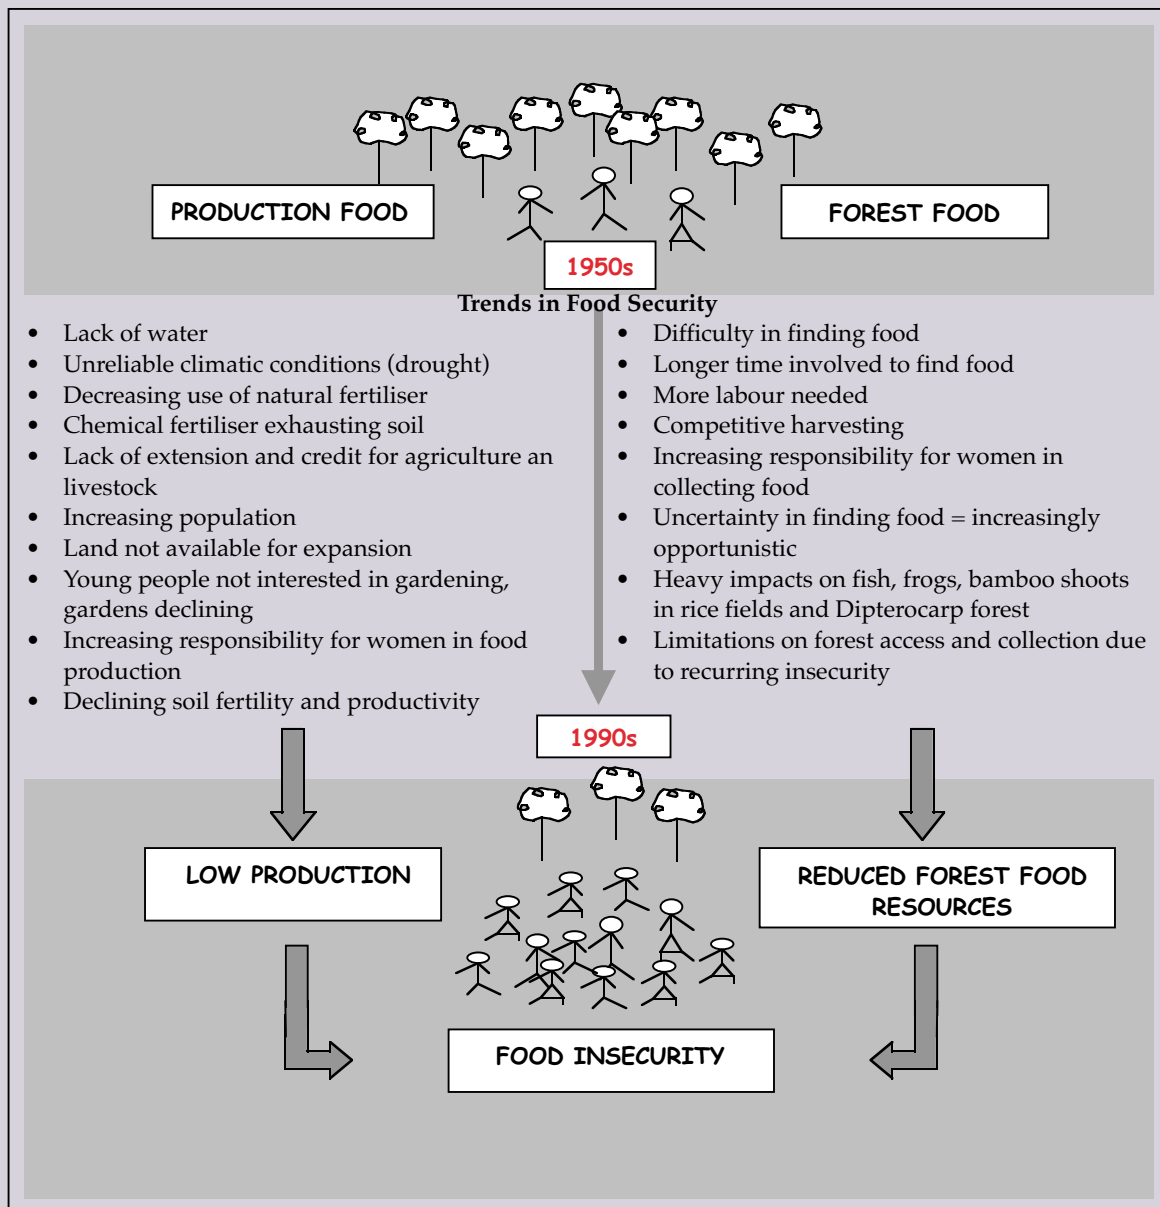 PRODUCTION FOOD
FOREST FOOD
1950s
Trends in Food Security
• Lack of water
• Unreliable climatic conditions (drought)
• Decreasing use of natural fertiliser
• Chemical fertiliser exhausting soil
• Lack of extension and credit for agriculture an
livestock
• Increasing population
• Land not available for expansion
• Young people not interested in gardening,
gardens declining
• Increasing responsibility for women in food
production
• Declining soil fertility and productivity
• Difficulty in finding food
• Longer time involved to find food
• More labour needed
• Competitive harvesting
• Increasing responsibility for women in
collecting food
• Uncertainty in finding food = increasingly
opportunistic
• Heavy impacts on fish, frogs, bamboo shoots
in rice fields and Dipterocarp forest
• Limitations on forest access and collection due
to recurring insecurity
1990s
LOW PRODUCTION
REDUCED FOREST FOOD
RESOURCES
FOOD INSECURITY